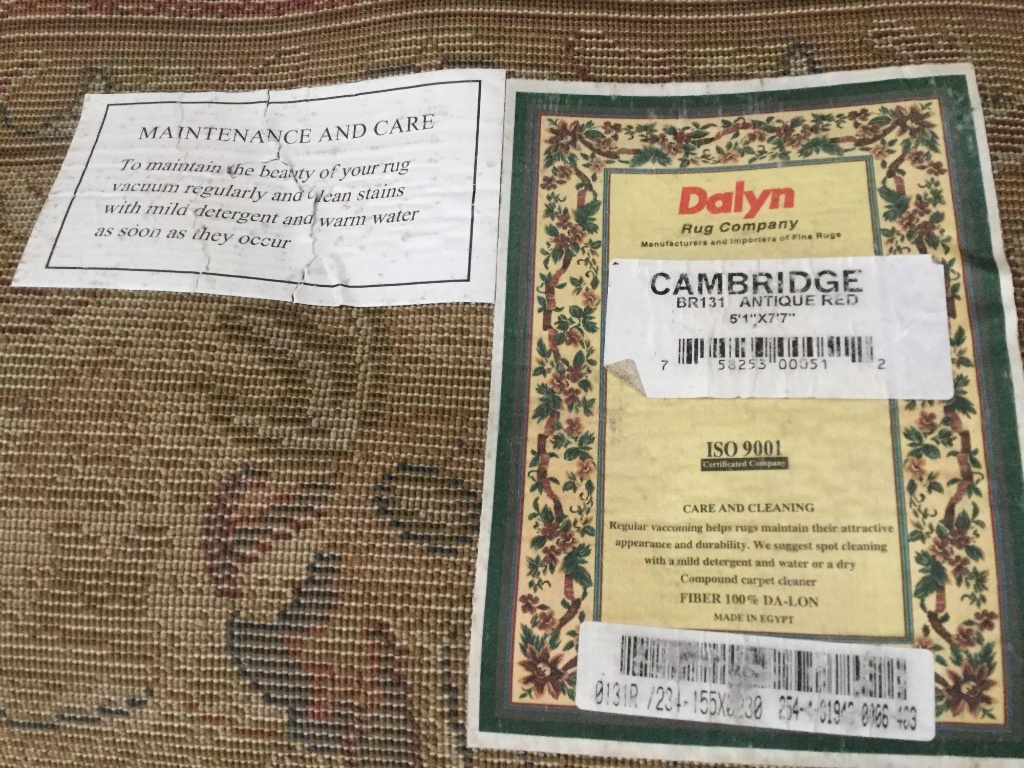 MAINTENANCE AND CARE
To maintain the beauty of your rug
vacuum regularly and clean stains
with mild detergent and warm water
as soon as they occur
Dalyn
Rug Company
Manufacturers and Importers of Fine Rugs
CAMBRIDGE
BR131 ANTIQUE RED
5'1"X7'7"
7 58253 00051 2
ISO 9001
Certificated Company
CARE AND CLEANING
Regular vaccuming helps rugs maintain their attractive
appearance and durability. We suggest spot cleaning
with a mild detergent and water or a dry
Compound carpet cleaner
FIBER 100% DA-LON
MADE IN EGYPT
0131R